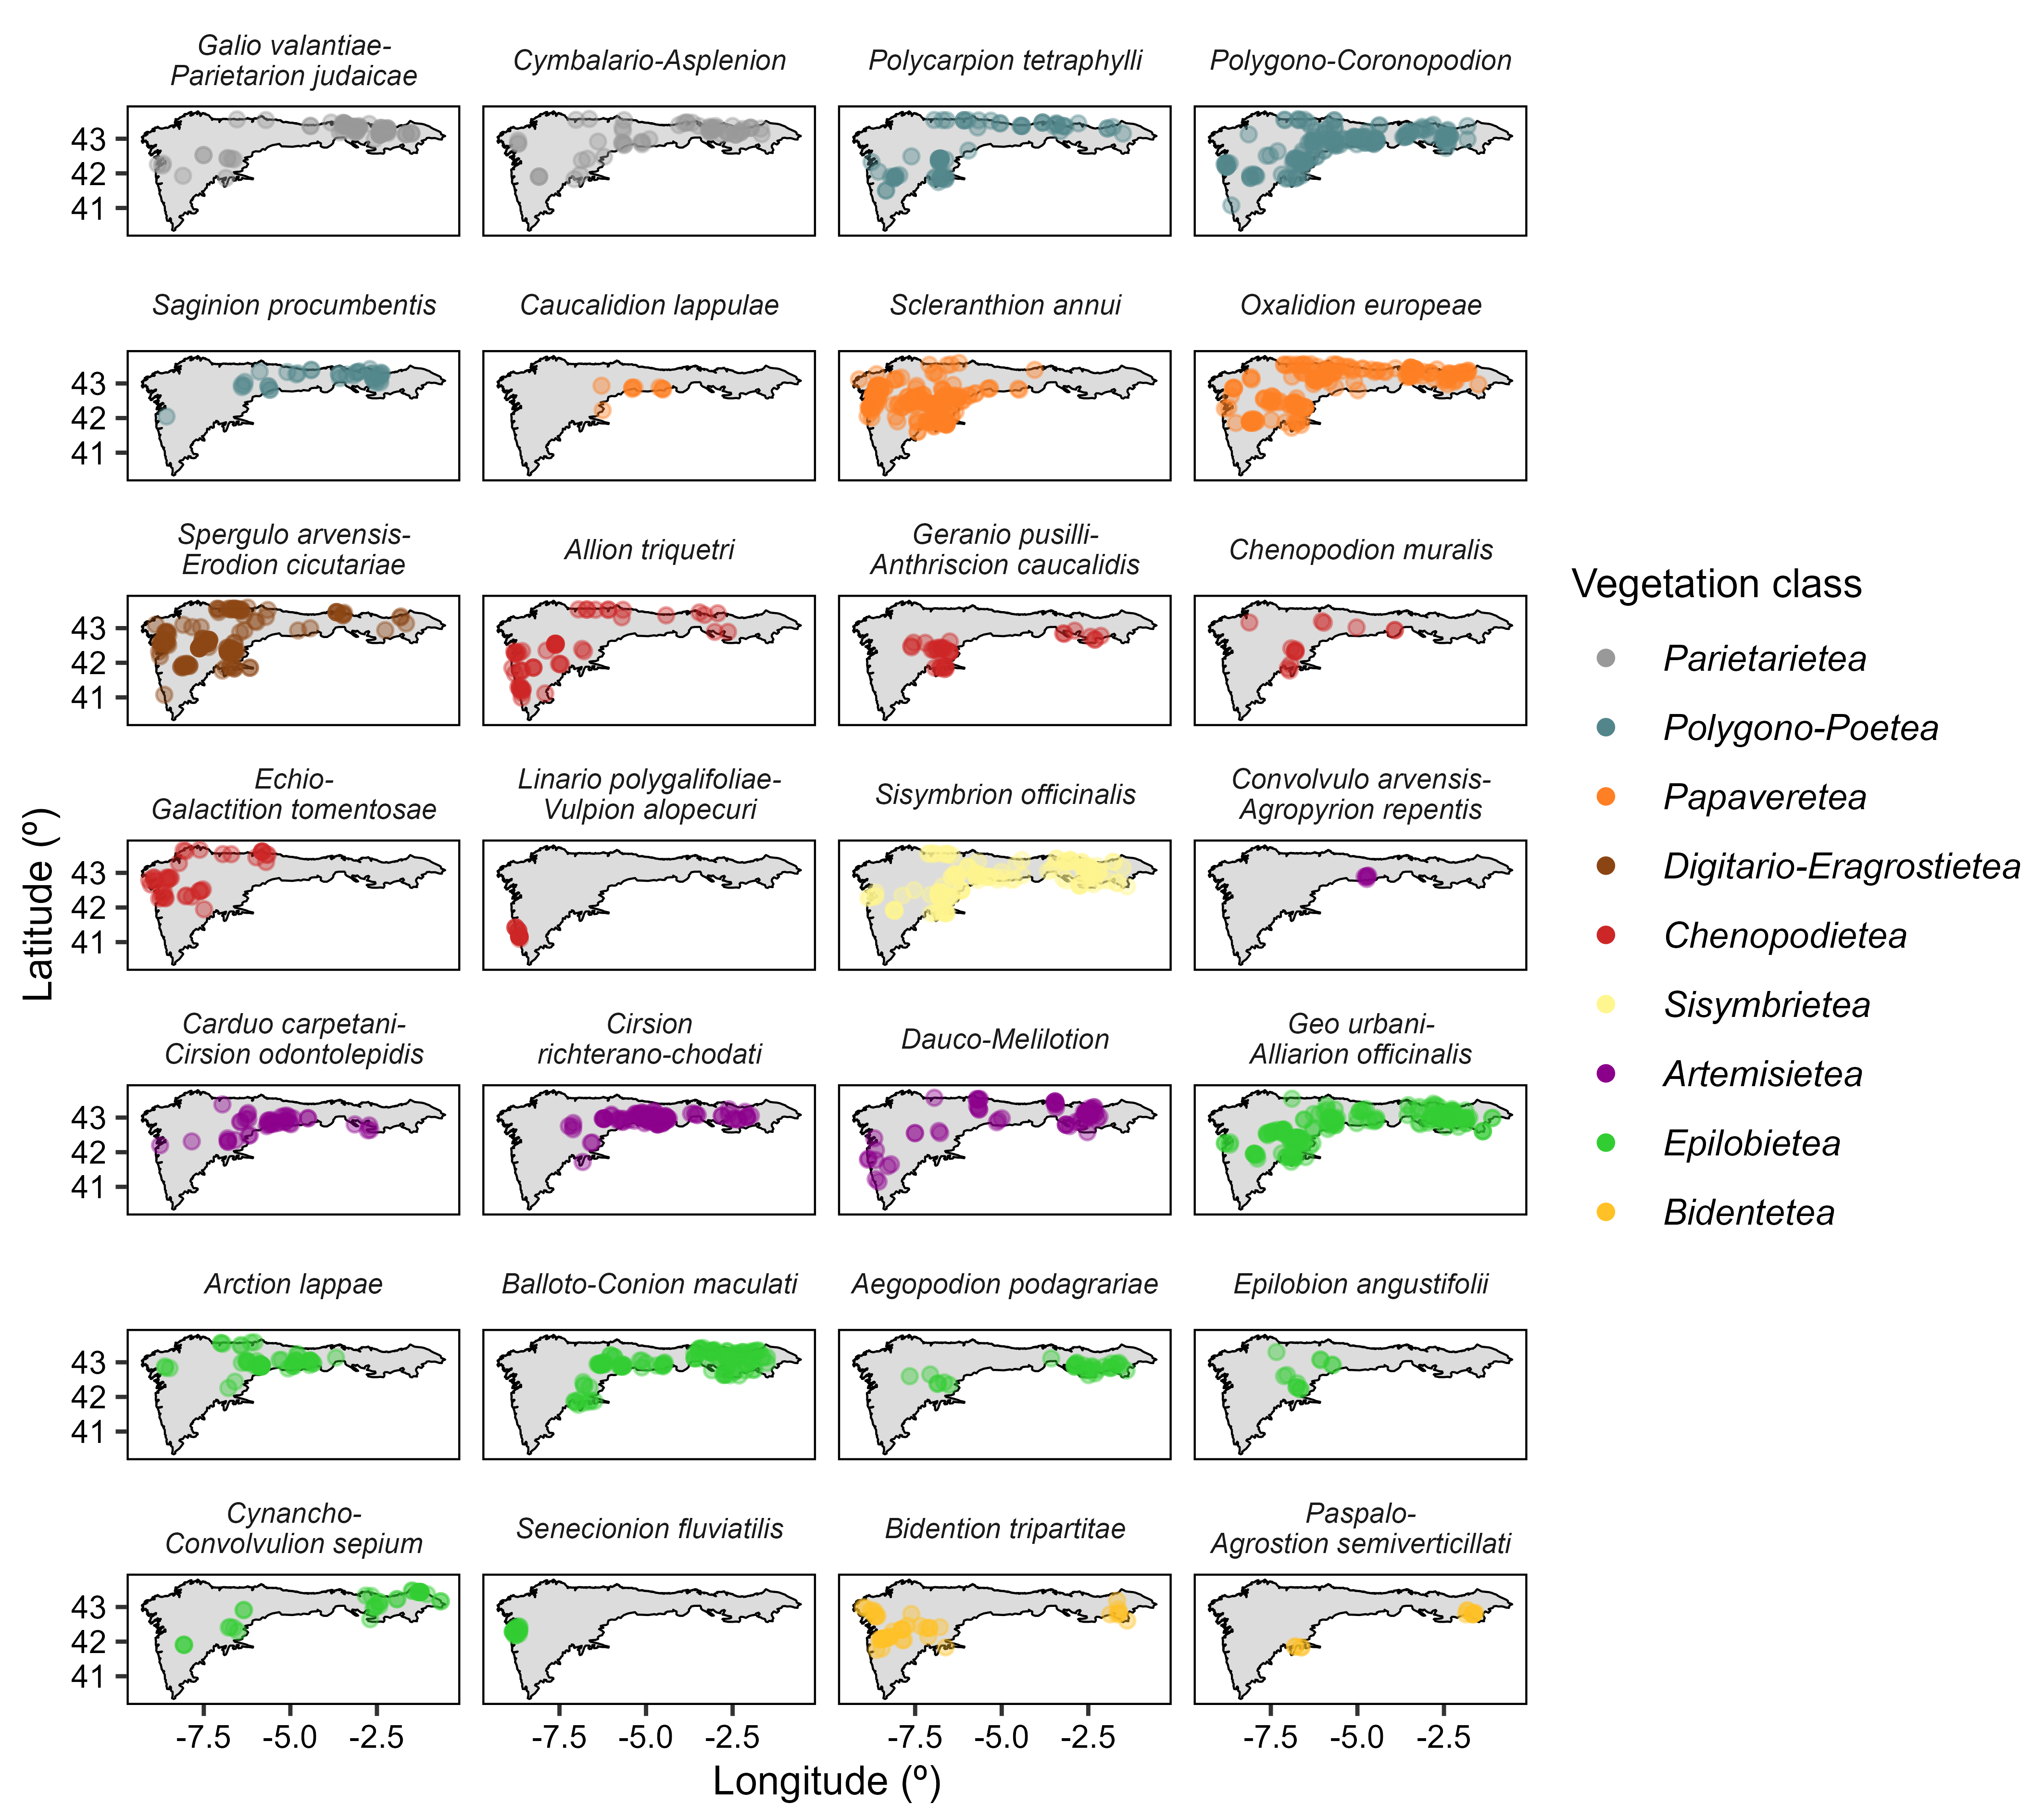 Galio valantiae-
Parietarion judaicae
Cymbalario-Asplenion
Polycarpion tetraphylli
Polygono-Coronopodion
43
42
41
Saginion procumbentis
Caucalidion lappulae
Scleranthion annui
Oxalidion europeae
43
42
41
Spergulo arvensis-
Erodion cicutariae
Allion triquetri
Geranio pusilli-
Anthriscion caucalidis
Chenopodion muralis
43
42
41
Echio-
Galactition tomentosae
Linario polygalifoliae-
Vulpion alopecuri
Sisymbrion officinalis
Convolvulo arvensis-
Agropyrion repentis
43
42
41
Carduo carpetani-
Cirsion odontolepidis
Cirsion
richterano-chodati
Dauco-Melilotion
Geo urbani-
Alliarion officinalis
43
42
41
Arction lappae
Balloto-Conion maculati
Aegopodion podagrariae
Epilobion angustifolii
43
42
41
Cynancho-
Convolvulion sepium
Senecionion fluviatilis
Bidention tripartitae
Paspalo-
Agrostion semiverticillati
43
42
41
-7.5 -5.0 -2.5
-7.5 -5.0 -2.5
-7.5 -5.0 -2.5
-7.5 -5.0 -2.5
Longitude (º)
Latitude (º)
Vegetation class
Parietarietea
Polygono-Poetea
Papaveretea
Digitario-Eragrostietea
Chenopodietea
Sisymbrietea
Artemisietea
Epilobietea
Bidentetea